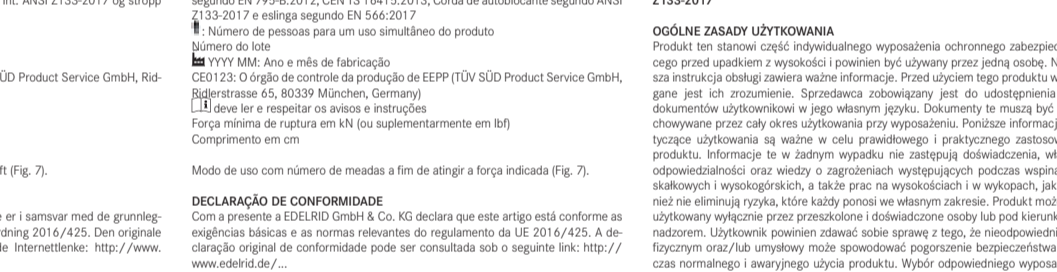 int. ANSI Z133-2017 og stropp
ÜD Product Service GmbH, Rid-
ft (Fig. 7).
e er i samsvar med de grunnleg-
rdning 2016/425. Den originale
de Internettlenke: http://www.
segundo EN 795-B:2012, CEN TS 16415:2013, Corda de autoblocante segundo ANSI
Z133-2017 e eslinga segundo EN 566:2017
: Número de pessoas para um uso simultâneo do produto
Número do lote
YYYY MM: Ano e mês de fabricação
CE0123: O órgão de controle da produção de EEPP (TÜV SÜD Product Service GmbH,
Ridlerstrasse 65, 80339 München, Germany)
deve ler e respeitar os avisos e instruções
Força mínima de ruptura em kN (ou suplementarmente em lbf)
Comprimento em cm
Modo de uso com número de meadas a fim de atingir a força indicada (Fig. 7).
DECLARAÇÃO DE CONFORMIDADE
Com a presente a EDELRID GmbH & Co. KG declara que este artigo está conforme as
exigências básicas e as normas relevantes do regulamento da UE 2016/425. A de-
claração original de conformidade pode ser consultada sob o seguinte link: http://
www.edelrid.de/...
Z133-2017
OGÓLNE ZASADY UŻYTKOWANIA
Produkt ten stanowi część indywidualnego wyposażenia ochronnego zabezpiec
cego przed upadkiem z wysokości i powinien być używany przez jedną osobę. N
sza instrukcja obsługi zawiera ważne informacje. Przed użyciem tego produktu w
gane jest ich zrozumienie. Sprzedawca zobowiązany jest do udostępnienia
dokumentów użytkownikowi w jego własnym języku. Dokumenty te muszą być
chowywane przez cały okres użytkowania przy wyposażeniu. Poniższe informacj
tyczące użytkowania są ważne w celu prawidłowego i praktycznego zastosow
produktu. Informacje te w żadnym wypadku nie zastępują doświadczenia, wł
odpowiedzialności oraz wiedzy o zagrożeniach występujących podczas wspina
skałkowych i wysokogórskich, a także prac na wysokościach i w wykopach, jak
nież nie eliminują ryzyka, które każdy ponosi we własnym zakresie. Produkt moż
użytkowany wyłącznie przez przeszkolone i doświadczone osoby lub pod kierunk
nadzorem. Użytkownik powinien zdawać sobie sprawę z tego, że nieodpowiedni
fizycznym oraz/lub umysłowy może spowodować pogorszenie bezpieczeństwa
czas normalnego i awaryjnego użycia produktu. Wybór odpowiedniego wyposa